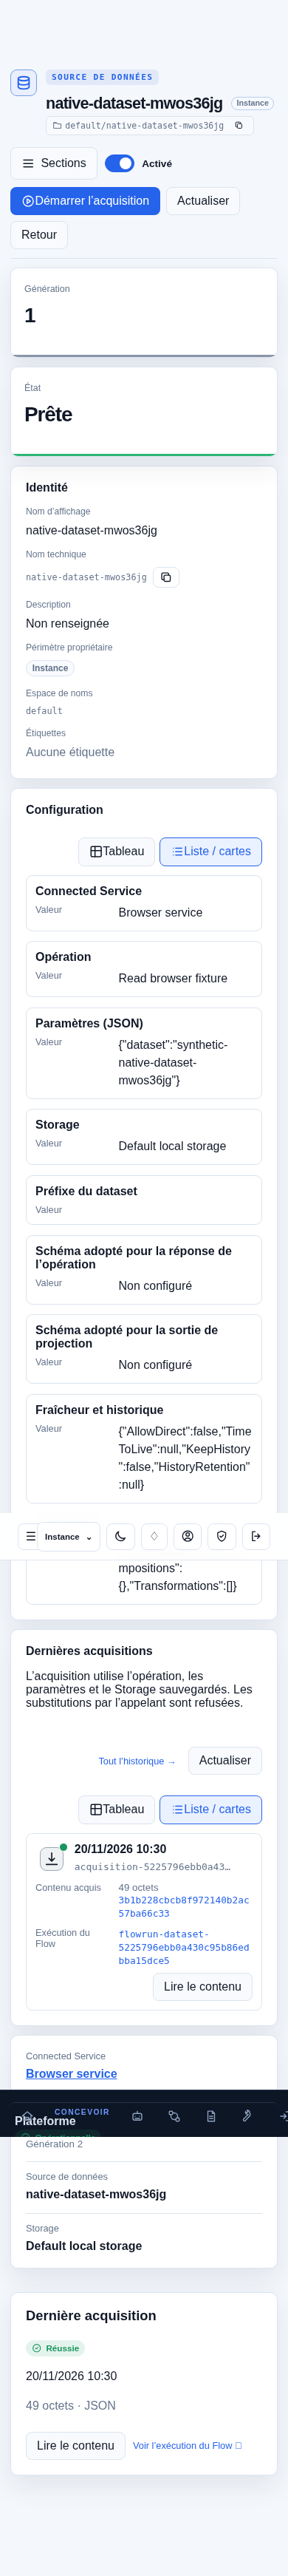 SOURCE DE DONNÉES
native-dataset-mwos36jg Instance
default/native-dataset-mwos36jg
Sections Activé
Démarrer l’acquisition Actualiser
Retour
Génération
1
État
Prête
Identité
Nom d’affichage
native-dataset-mwos36jg
Nom technique
native-dataset-mwos36jg
Description
Non renseignée
Périmètre propriétaire
Instance
Espace de noms
default
Étiquettes
Aucune étiquette
Configuration
Tableau Liste / cartes
Connected Service
Valeur Browser service
Opération
Valeur Read browser fixture
Paramètres (JSON)
Valeur {"dataset":"synthetic-
native-dataset-
mwos36jg"}
Storage
Valeur Default local storage
Préfixe du dataset
Valeur
Schéma adopté pour la réponse de
l’opération
Valeur Non configuré
Schéma adopté pour la sortie de
projection
Valeur Non configuré
Fraîcheur et historique
Valeur {"AllowDirect":false,"Time
ToLive":null,"KeepHistory
":false,"HistoryRetention"
:null}
Instance
mpositions":
{},"Transformations":[]}
Dernières acquisitions
L’acquisition utilise l’opération, les
paramètres et le Storage sauvegardés. Les
substitutions par l’appelant sont refusées.
Tout l’historique → Actualiser
Tableau Liste / cartes
20/11/2026 10:30
acquisition-5225796ebb0a43…
Contenu acquis 49 octets
3b1b228cbcb8f972140b2ac
57ba66c33
Exécution du
Flow
flowrun-dataset-
5225796ebb0a430c95b86ed
bba15dce5
Lire le contenu
Connected Service
Browser service
CONCEVOIR
Plateforme
Opérationnelle
Génération 2
Source de données
native-dataset-mwos36jg
Storage
Default local storage
Dernière acquisition
Réussie
20/11/2026 10:30
49 octets · JSON
Lire le contenu Voir l’exécution du Flow